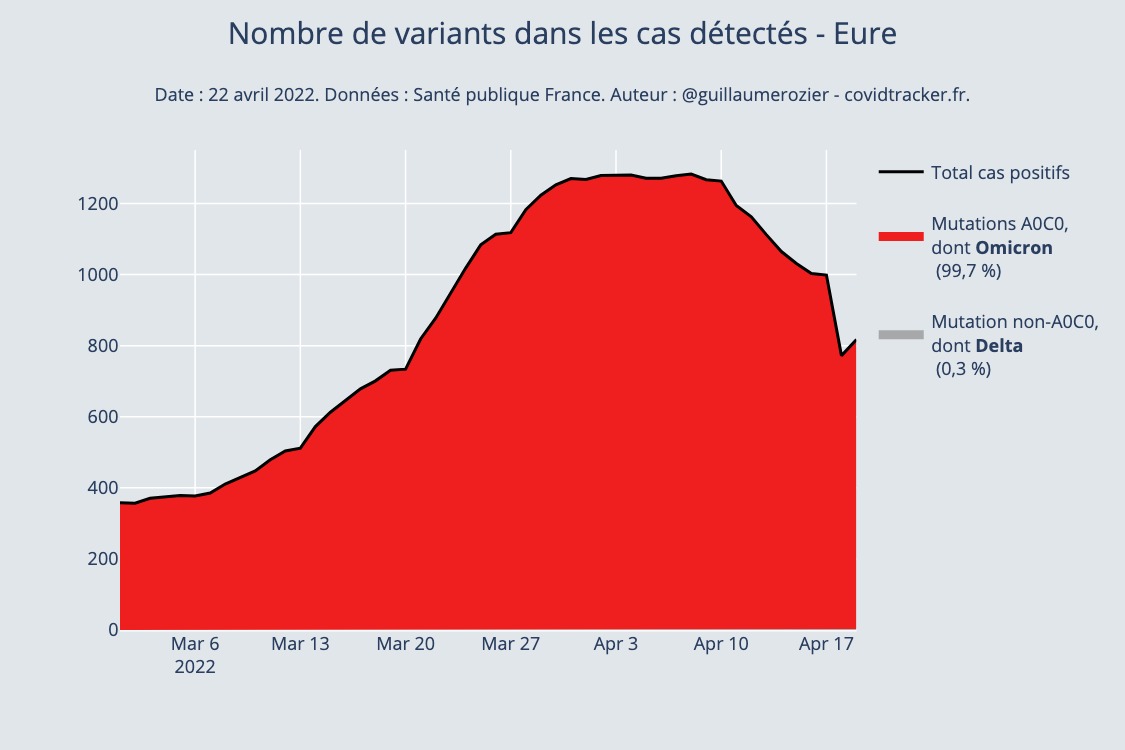 Nombre de variants dans les cas détectés - Eure
Date : 22 avril 2022. Données : Santé publique France. Auteur : @guillaumerozier - covidtracker.fr.
Total cas positifs
Mutations A0C0,
dont Omicron
(99,7 %)
Mutation non-A0C0,
dont Delta
(0,3 %)
1200
1000
800
600
400
200
0
Mar 6 Mar 13 Mar 20 Mar 27 Apr 3 Apr 10 Apr 17
2022